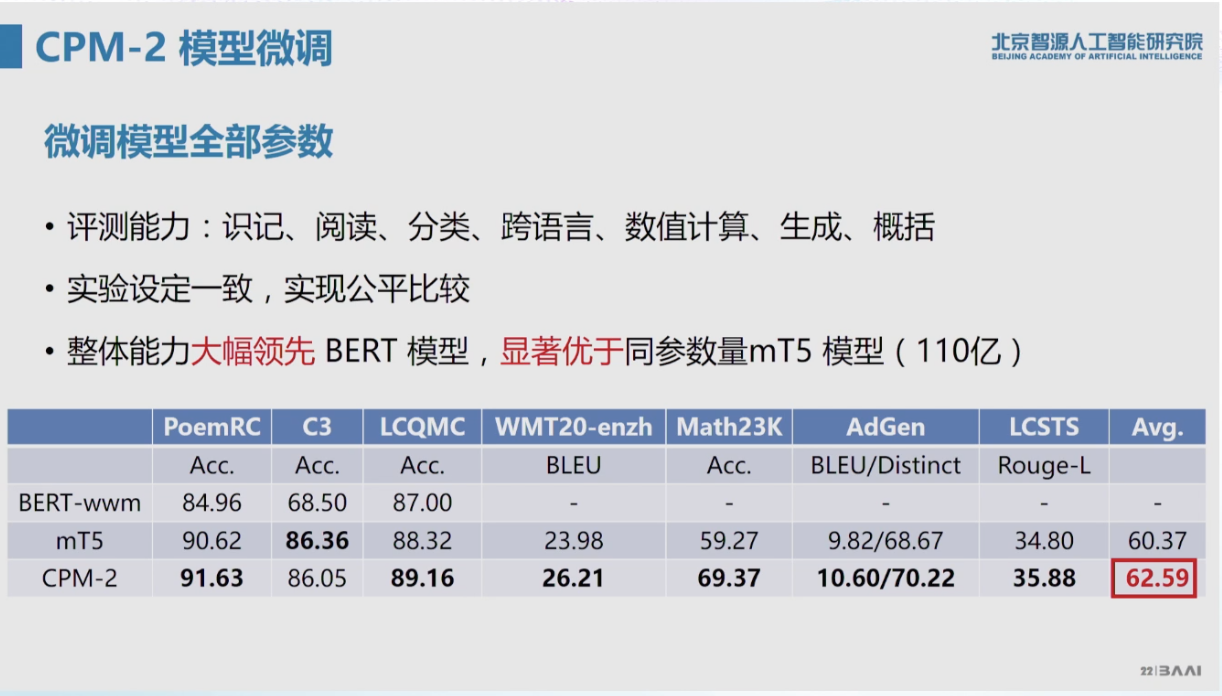 CPM-2 模型微调
北京智源人工智能研究院
BEIJING ACADEMY OF ARTIFICIAL INTELLIGENCE
微调模型全部参数
• 评测能力：识记、阅读、分类、跨语言、数值计算、生成、概括
• 实验设定一致，实现公平比较
• 整体能力大幅领先 BERT 模型，显著优于同参数量mT5 模型（110亿）
PoemRC C3 LCQMC WMT20-enzh Math23K AdGen LCSTS Avg.
Acc. Acc. Acc. BLEU Acc. BLEU/Distinct Rouge-L
BERT-wwm 84.96 68.50 87.00 - - - - -
mT5 90.62 86.36 88.32 23.98 59.27 9.82/68.67 34.80 60.37
CPM-2 91.63 86.05 89.16 26.21 69.37 10.60/70.22 35.88 62.59
22 | BAAI